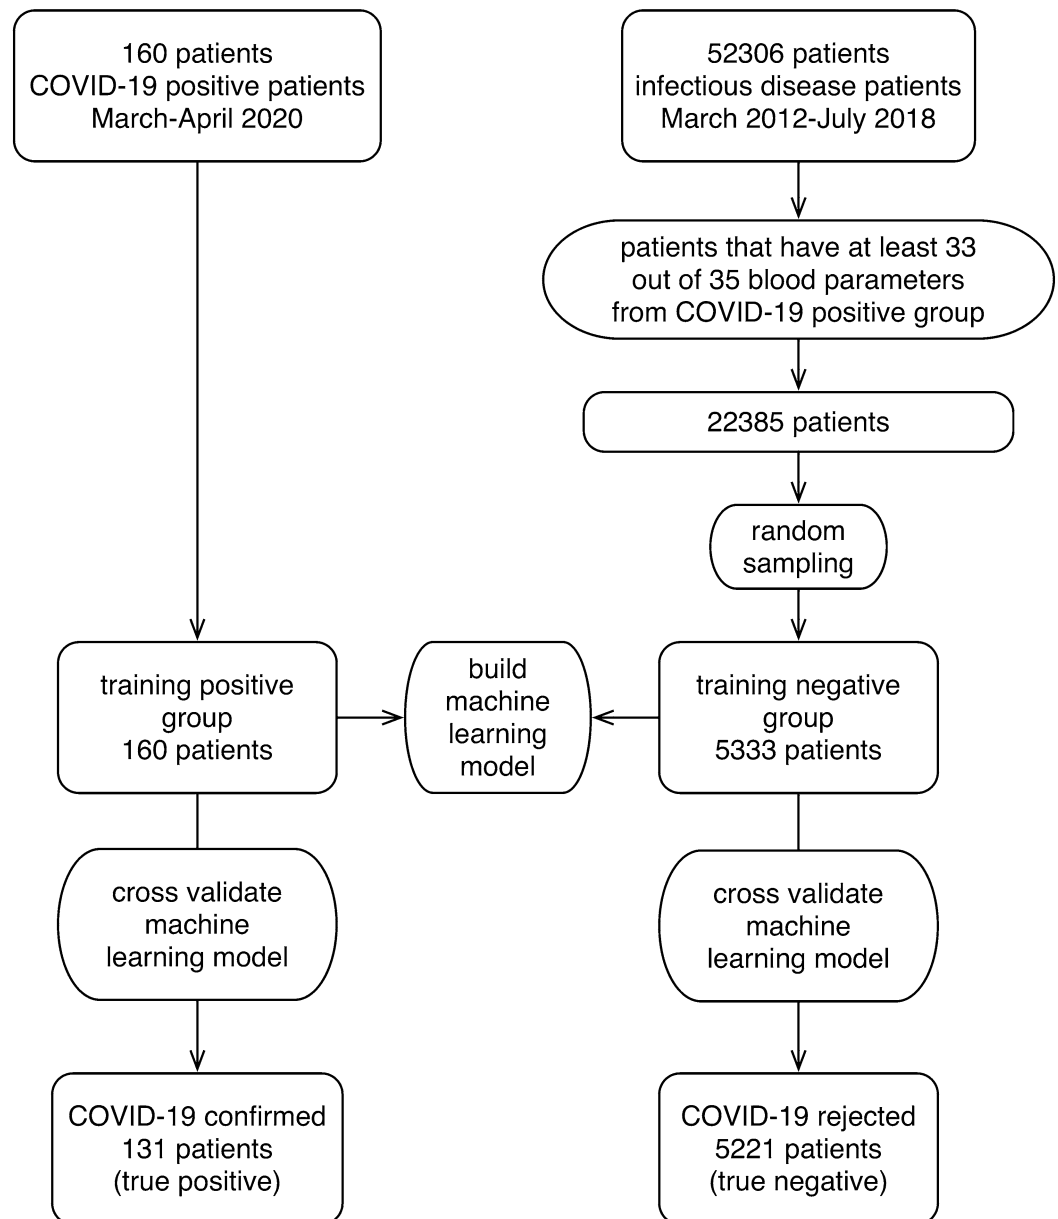 160 patients
COVID-19 positive patients
March-April 2020
52306 patients
infectious disease patients
March 2012-July 2018
patients that have at least 33
out of 35 blood parameters
from COVID-19 positive group
22385 patients
random
sampling
training positive
group
160 patients
build
machine
learning
model
training negative
group
5333 patients
cross validate
machine
learning model
cross validate
machine
learning model
COVID-19 confirmed
131 patients
(true positive)
COVID-19 rejected
5221 patients
(true negative)